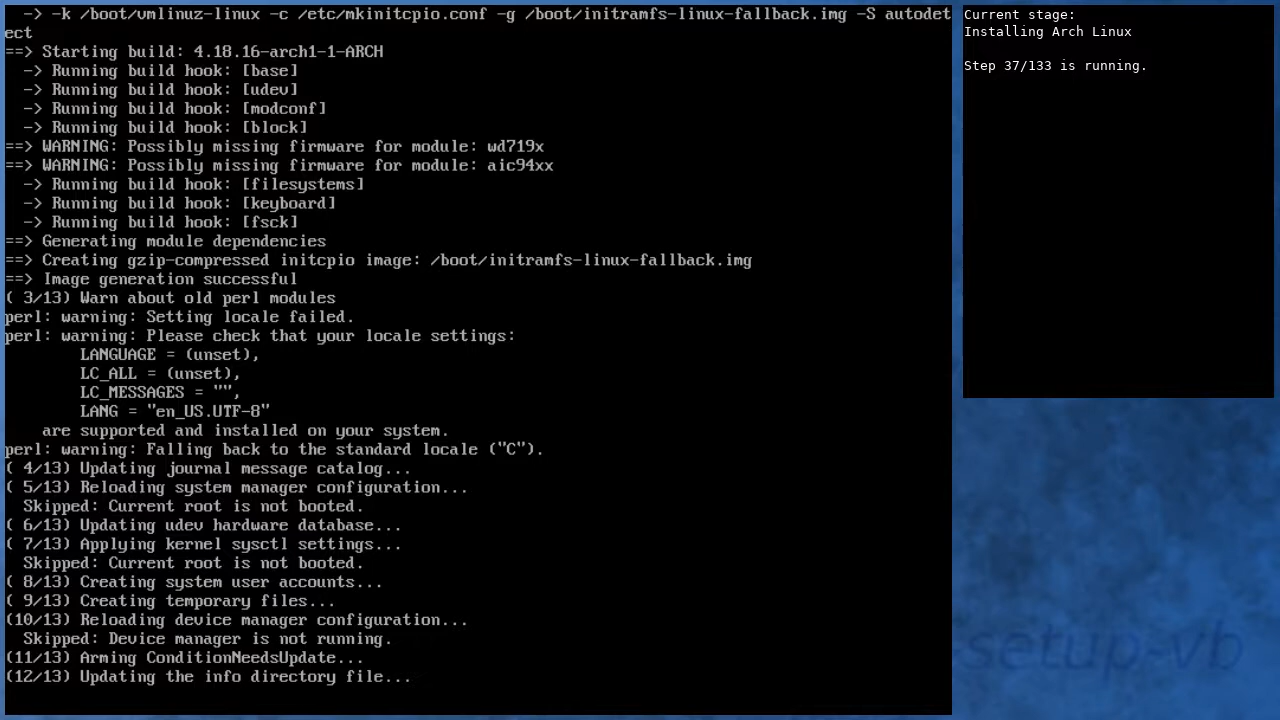 -> -k /boot/vmlinuz-linux -c /etc/mkinitcpio.conf -g /boot/initramfs-linux-fallback.img -S autodet
ect
==> Starting build: 4.18.16-arch1-1-ARCH
-> Running build hook: [base]
-> Running build hook: [udev]
-> Running build hook: [modconf]
-> Running build hook: [block]
==> WARNING: Possibly missing firmware for module: wd719x
==> WARNING: Possibly missing firmware for module: aic94xx
-> Running build hook: [filesystems]
-> Running build hook: [keyboard]
-> Running build hook: [fsck]
==> Generating module dependencies
==> Creating gzip-compressed initcpio image: /boot/initramfs-linux-fallback.img
==> Image generation successful
( 3/13) Warn about old perl modules
perl: warning: Setting locale failed.
perl: warning: Please check that your locale settings:
LANGUAGE = (unset),
LC_ALL = (unset),
LC_MESSAGES = "",
LANG = "en_US.UTF-8"
are supported and installed on your system.
perl: warning: Falling back to the standard locale ("C").
( 4/13) Updating journal message catalog...
( 5/13) Reloading system manager configuration...
Skipped: Current root is not booted.
( 6/13) Updating udev hardware database...
( 7/13) Applying kernel sysctl settings...
Skipped: Current root is not booted.
( 8/13) Creating system user accounts...
( 9/13) Creating temporary files...
(10/13) Reloading device manager configuration...
Skipped: Device manager is not running.
(11/13) Arming ConditionNeedsUpdate...
(12/13) Updating the info directory file...
Current stage:
Installing Arch Linux
Step 37/133 is running.
setup-vb